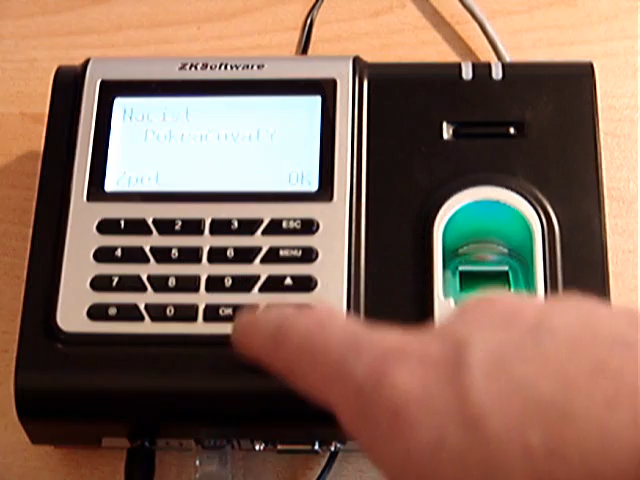 ZKSoftware
Nacist
Pokracovat?
Zpet OK
1 2 3 ESC
4 5 6 MENU
7 8 9 ▲
0 OK